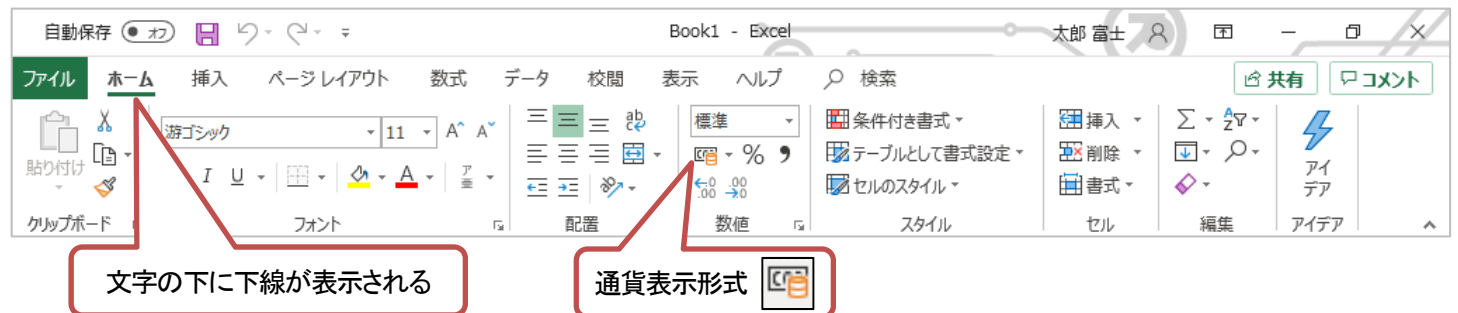 自動保存 オフ Book1 - Excel 太郎 富士
ファイル ホーム 挿入 ページ レイアウト 数式 データ 校閲 表示 ヘルプ 検索 共有 コメント
貼り付け
クリップボード
游ゴシック 11 A A
I U A ア亜
フォント
ab
配置
標準
% 9
.00 .00
数値
条件付き書式
テーブルとして書式設定
セルのスタイル
スタイル
挿入
削除
書式
セル
編集
アイ
デア
アイデア
文字の下に下線が表示される
通貨表示形式